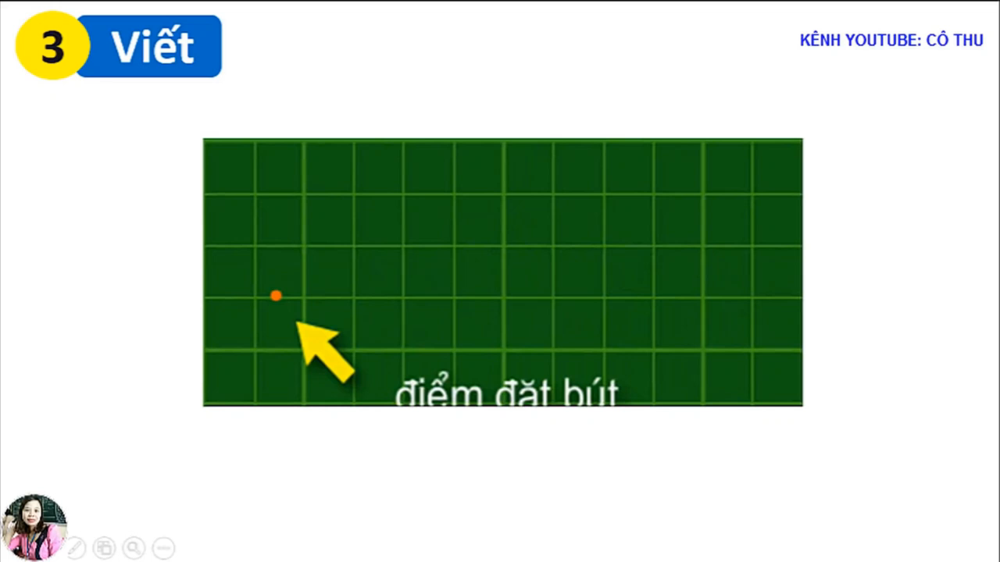 3 Viết
KÊNH YOUTUBE: CÔ THU
điểm đặt bút